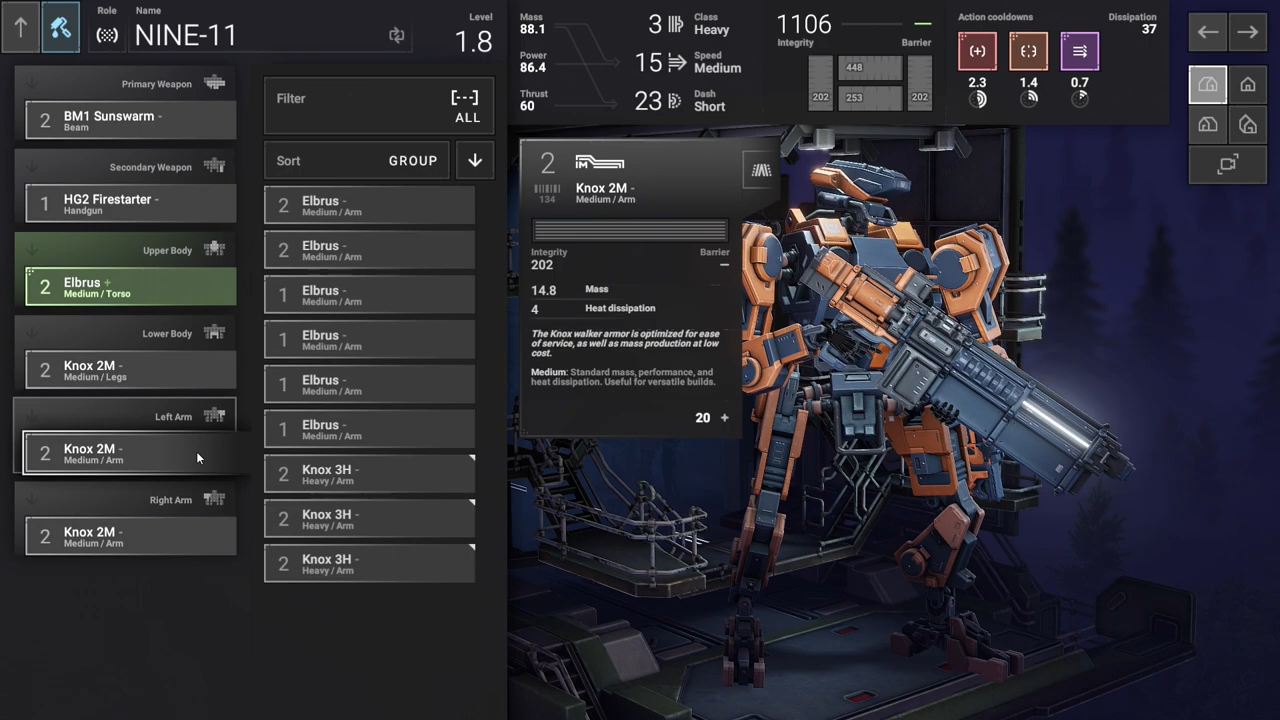 Role
Name
NINE-11
Level
1.8
Primary Weapon
2
BM1 Sunswarm -
Beam
Secondary Weapon
1
HG2 Firestarter -
Handgun
Upper Body
2
Elbrus +
Medium / Torso
Lower Body
2
Knox 2M -
Medium / Legs
Left Arm
2
Knox 2M -
Medium / Arm
Right Arm
2
Knox 2M -
Medium / Arm
Filter
[---]
ALL
Sort
GROUP
2
Elbrus -
Medium / Arm
2
Elbrus -
Medium / Arm
1
Elbrus -
Medium / Arm
1
Elbrus -
Medium / Arm
1
Elbrus -
Medium / Arm
1
Elbrus -
Medium / Arm
2
Knox 3H -
Heavy / Arm
2
Knox 3H -
Heavy / Arm
2
Knox 3H -
Heavy / Arm
Mass
88.1
Power
86.4
Thrust
60
3
Class
Heavy
15
Speed
Medium
23
Dash
Short
1106
Integrity
Barrier
202
448
253
202
Action cooldowns
2.3
1.4
0.7
Dissipation
37
2
134
IM
Knox 2M -
Medium / Arm
Integrity
202
Barrier
–
14.8
Mass
4
Heat dissipation
The Knox walker armor is optimized for ease
of service, as well as mass production at low
cost.
Medium: Standard mass, performance, and
heat dissipation. Useful for versatile builds.
20 +